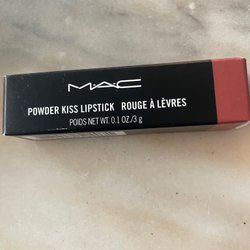 MAC
POWDER KISS LIPSTICK ROUGE À LÈVRES
POIDS NET WT. 0.1 OZ./3 g